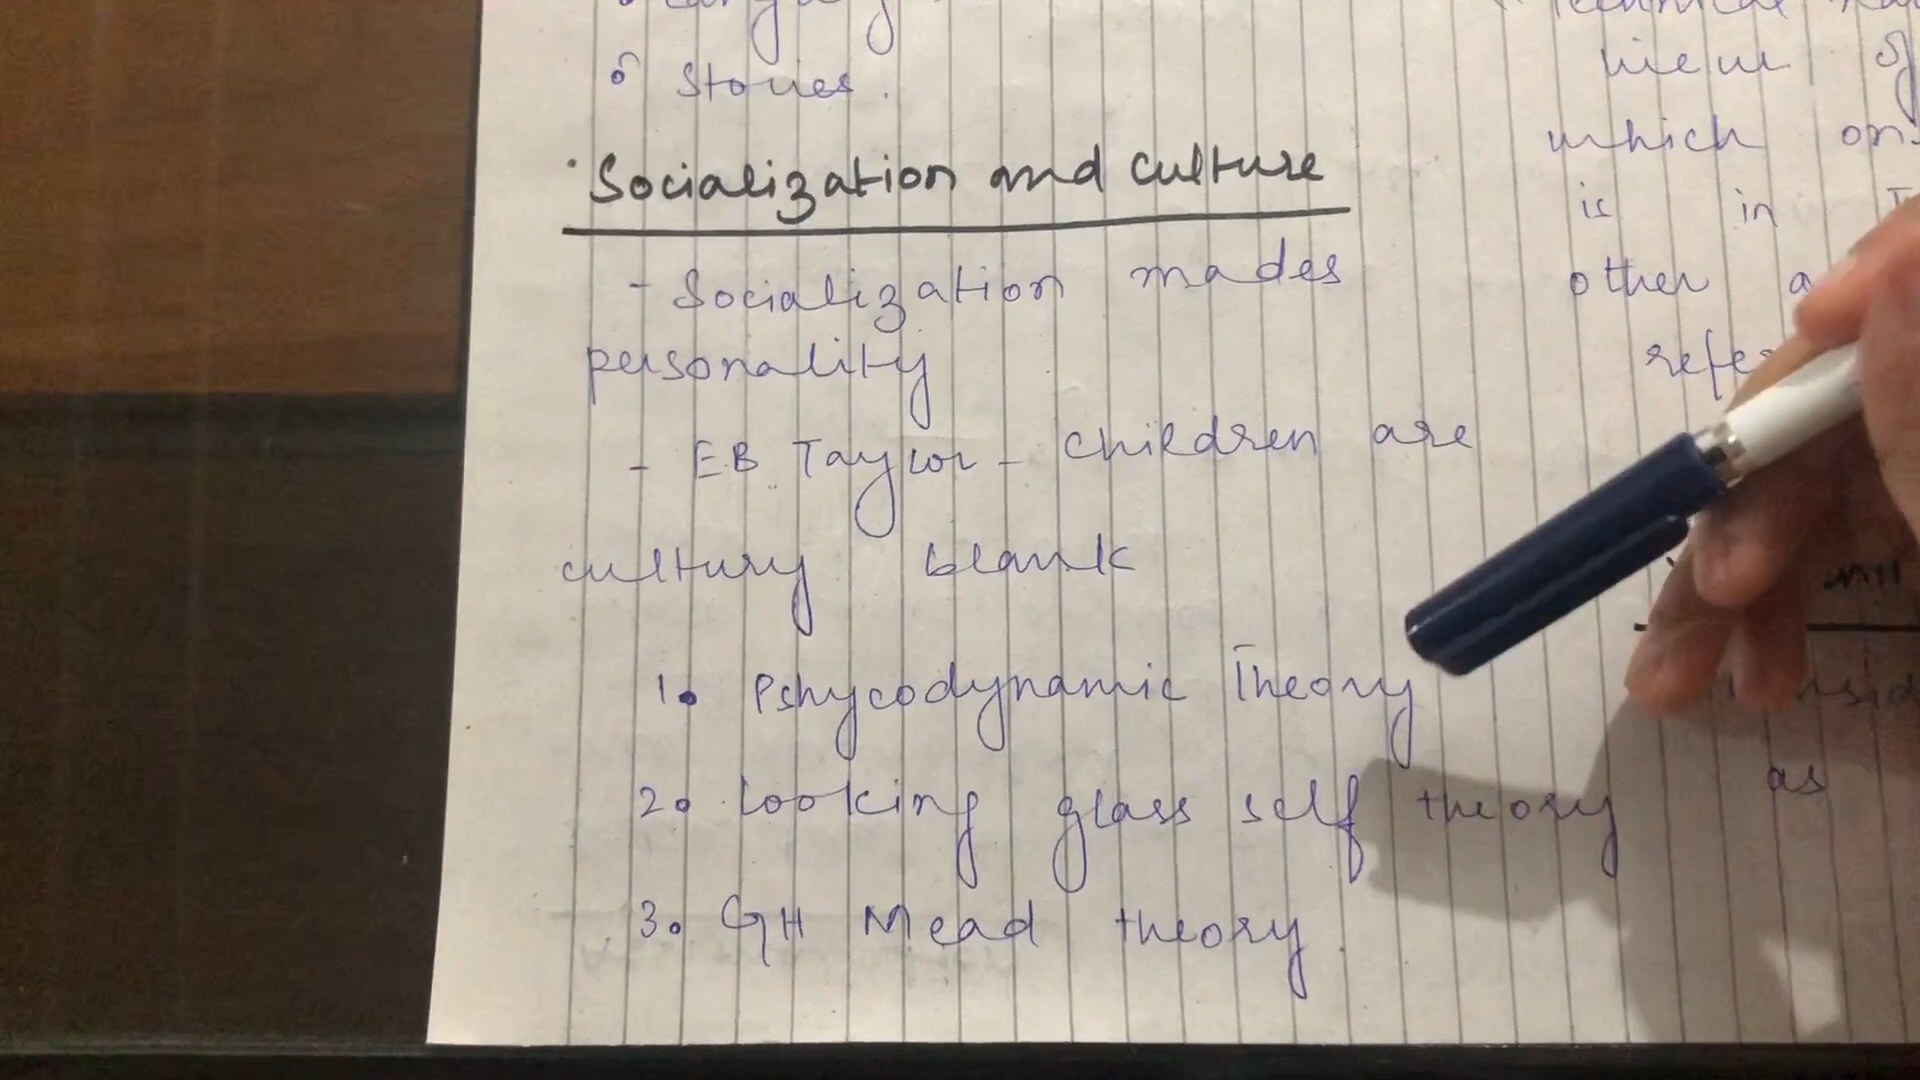 Stories.
Socialization and culture
- Socialization mades
personality
- E.B Taylor - children are
cultury blank
1. Pshycodynamic Theory
2. looking glass self theory
3. GH Mead theory.
which
is in
other
as